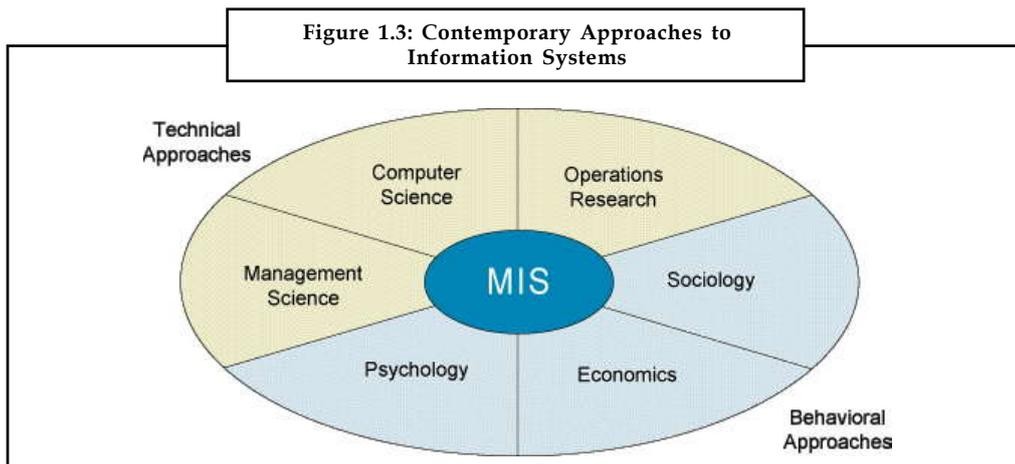 Figure 1.3: Contemporary Approaches to
Information Systems
Technical
Approaches
Computer
Science
Operations
Research
Management
Science
MIS
Sociology
Psychology
Economics
Behavioral
Approaches